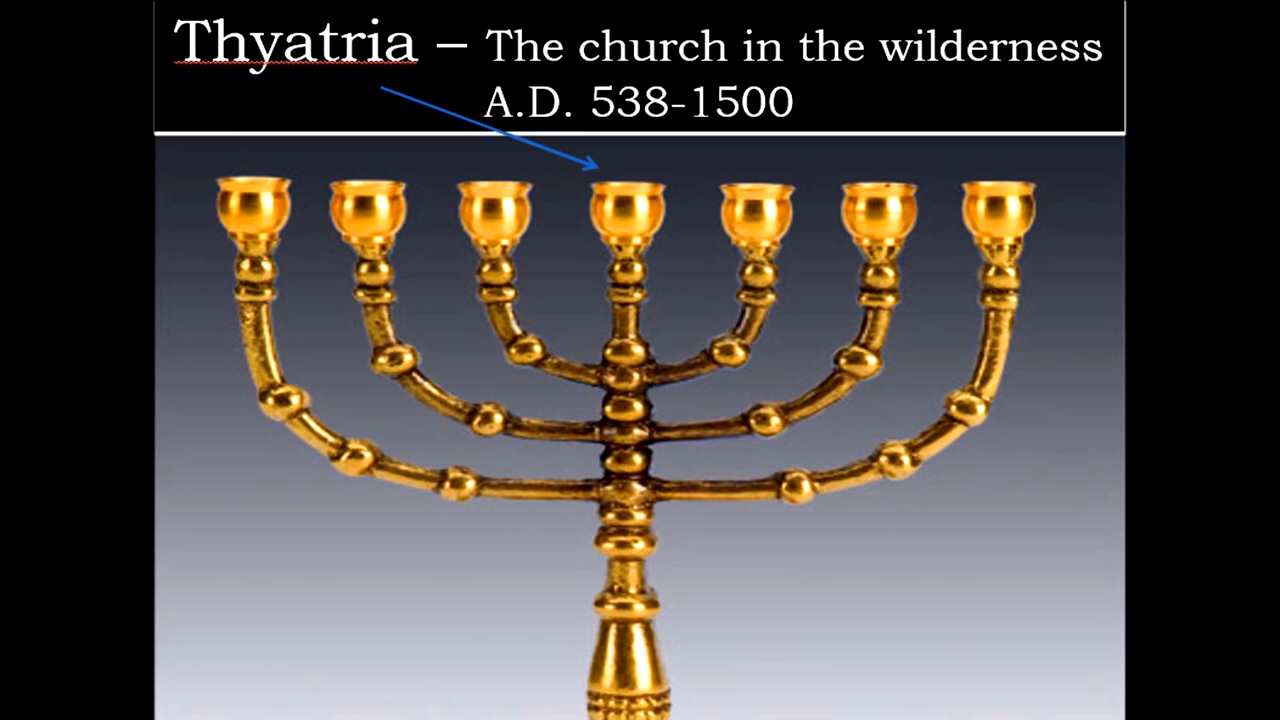 Thyatria – The church in the wilderness
A.D. 538-1500